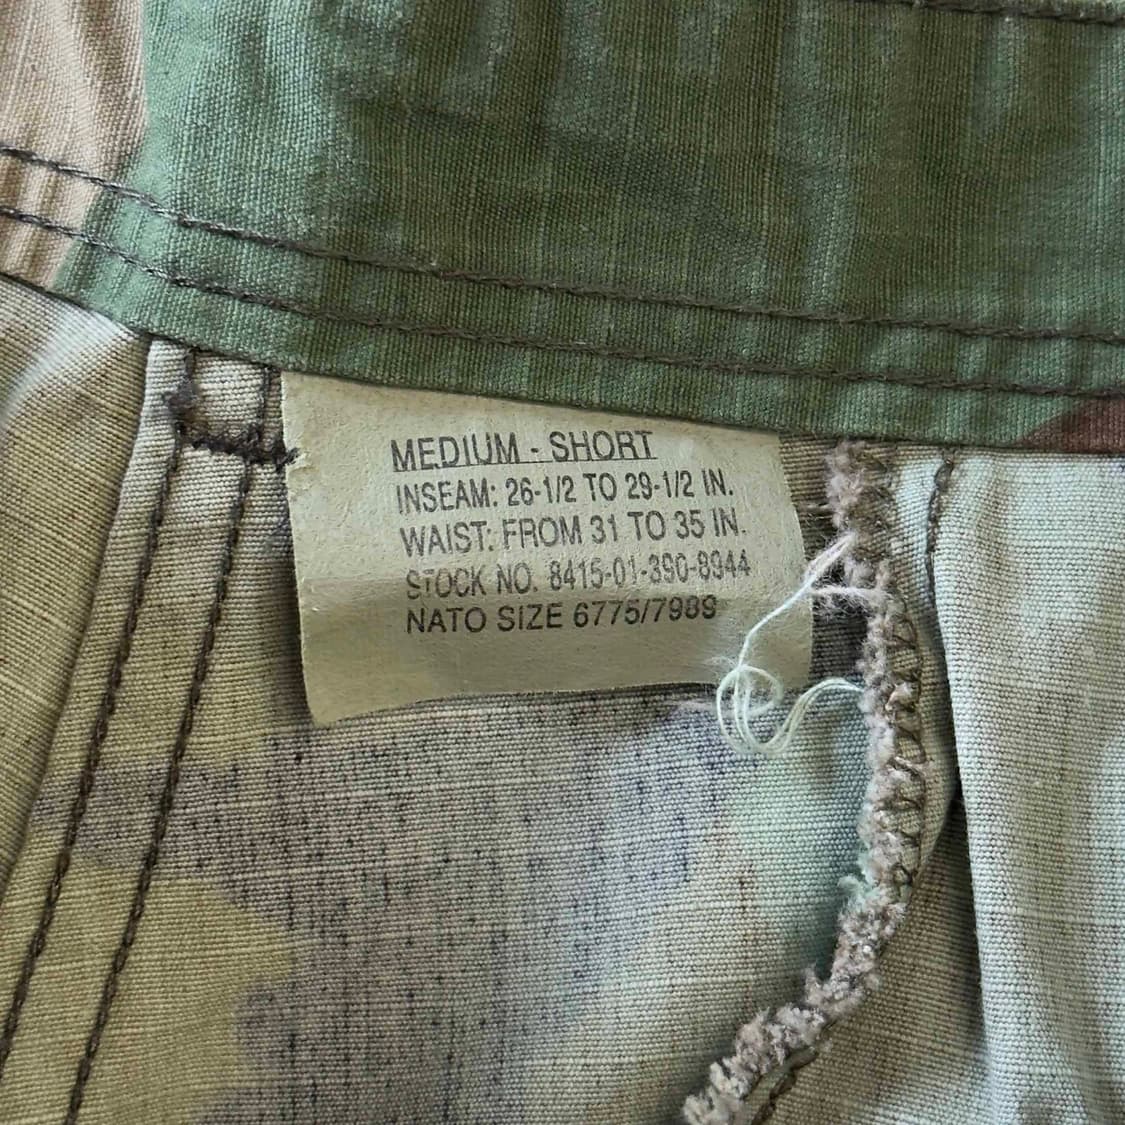 MEDIUM - SHORT
INSEAM: 26-1/2 TO 29-1/2 IN.
WAIST: FROM 31 TO 35 IN.
STOCK NO. 8415-01-390-8944
NATO SIZE 6775/7989